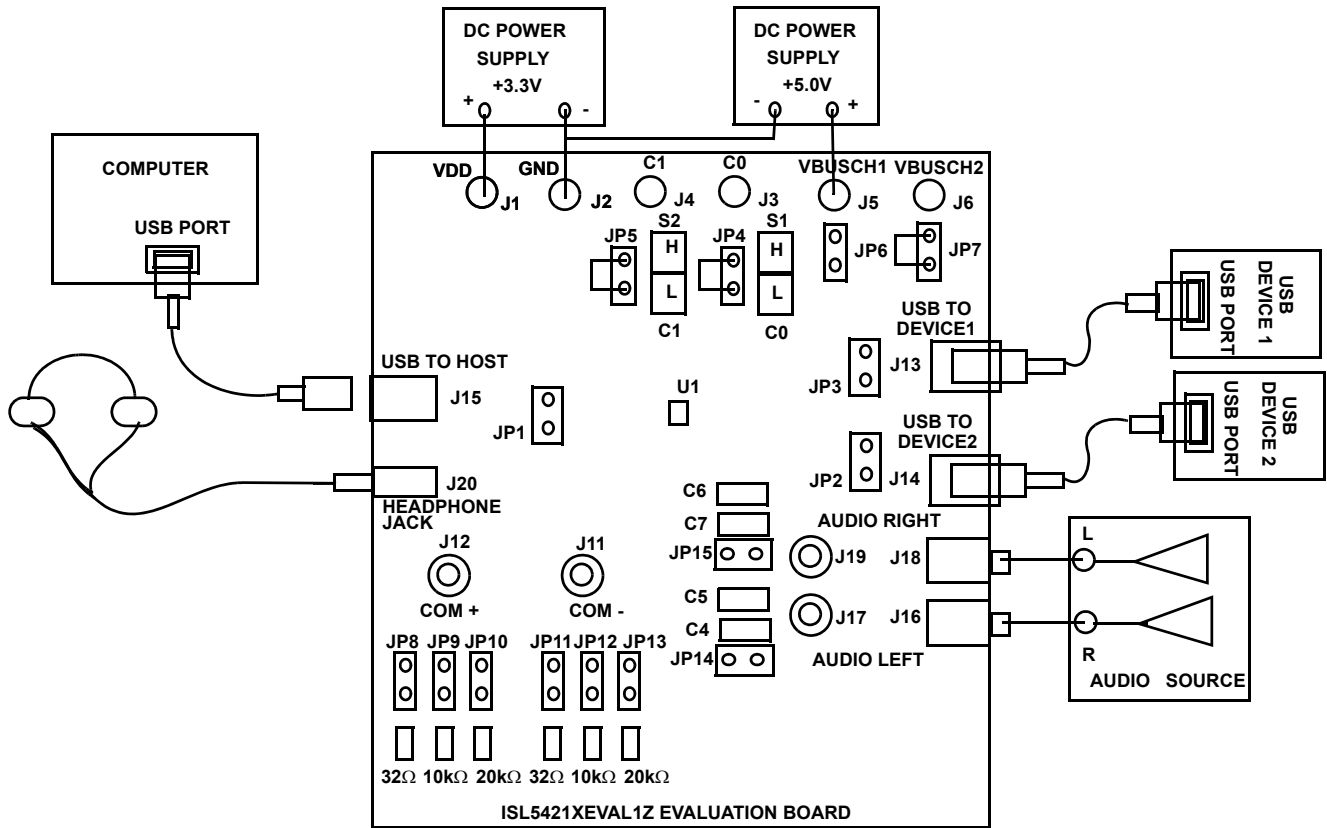 DC POWER
SUPPLY
+3.3V
+ -
DC POWER
SUPPLY
+5.0V
- +
COMPUTER
USB PORT
VDD
J1
GND
J2
C1
J4
C0
J3
VBUSCH1
J5
VBUSCH2
J6
JP5
S2
H
L
C1
JP4
S1
H
L
C0
JP6
JP7
USB TO
DEVICE1
J13
JP3
USB
DEVICE 1
USB PORT
USB TO HOST
J15
JP1
U1
USB TO
DEVICE2
J14
JP2
USB
DEVICE 2
USB PORT
J20
HEADPHONE
JACK
C6
C7
JP15
AUDIO RIGHT
J19
J18
J12
COM +
J11
COM -
C5
C4
JP14
J17
J16
AUDIO LEFT
L
R
AUDIO SOURCE
JP8 JP9 JP10
JP11 JP12 JP13
32Ω 10kΩ 20kΩ
32Ω 10kΩ 20kΩ
ISL5421XEVAL1Z EVALUATION BOARD